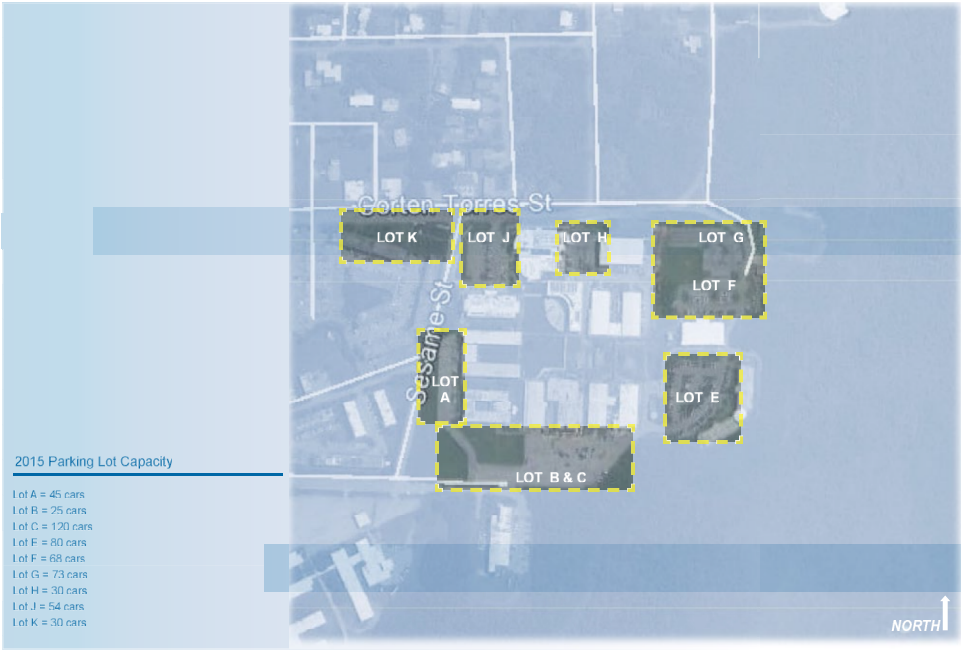 Corten Torres St
LOT K
LOT J
LOT H
LOT G
LOT F
Sesame St
LOT
A
LOT E
LOT B & C
2015 Parking Lot Capacity
Lot A = 45 cars
Lot B = 25 cars
Lot C = 120 cars
Lot E = 80 cars
Lot F = 68 cars
Lot G = 73 cars
Lot H = 30 cars
Lot J = 54 cars
Lot K = 30 cars
NORTH